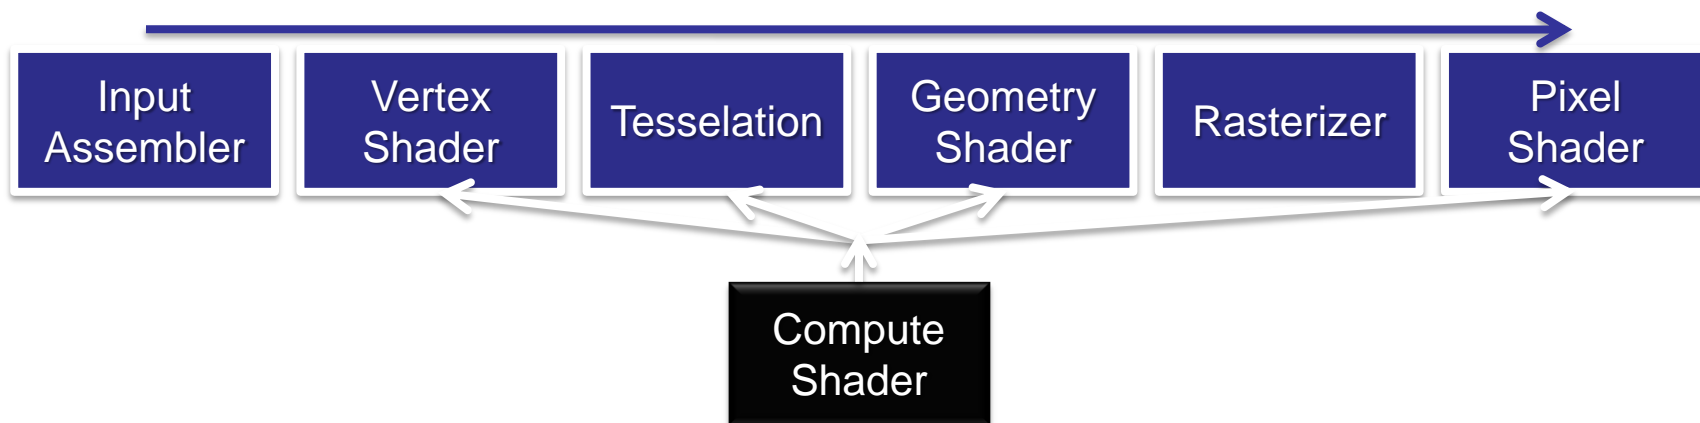 Input
Assembler
Vertex
Shader
Tesselation
Geometry
Shader
Rasterizer
Pixel
Shader
Compute
Shader